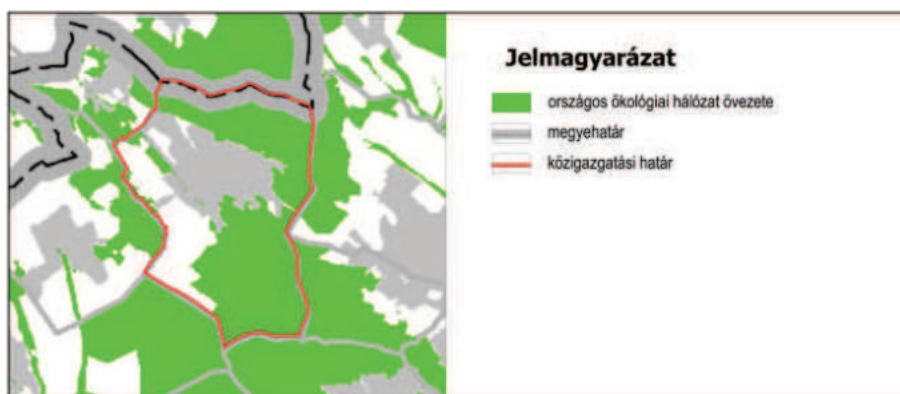 Jelmagyarázat
országos ökológiai hálózat övezete
megyehatár
közigazgatási határ